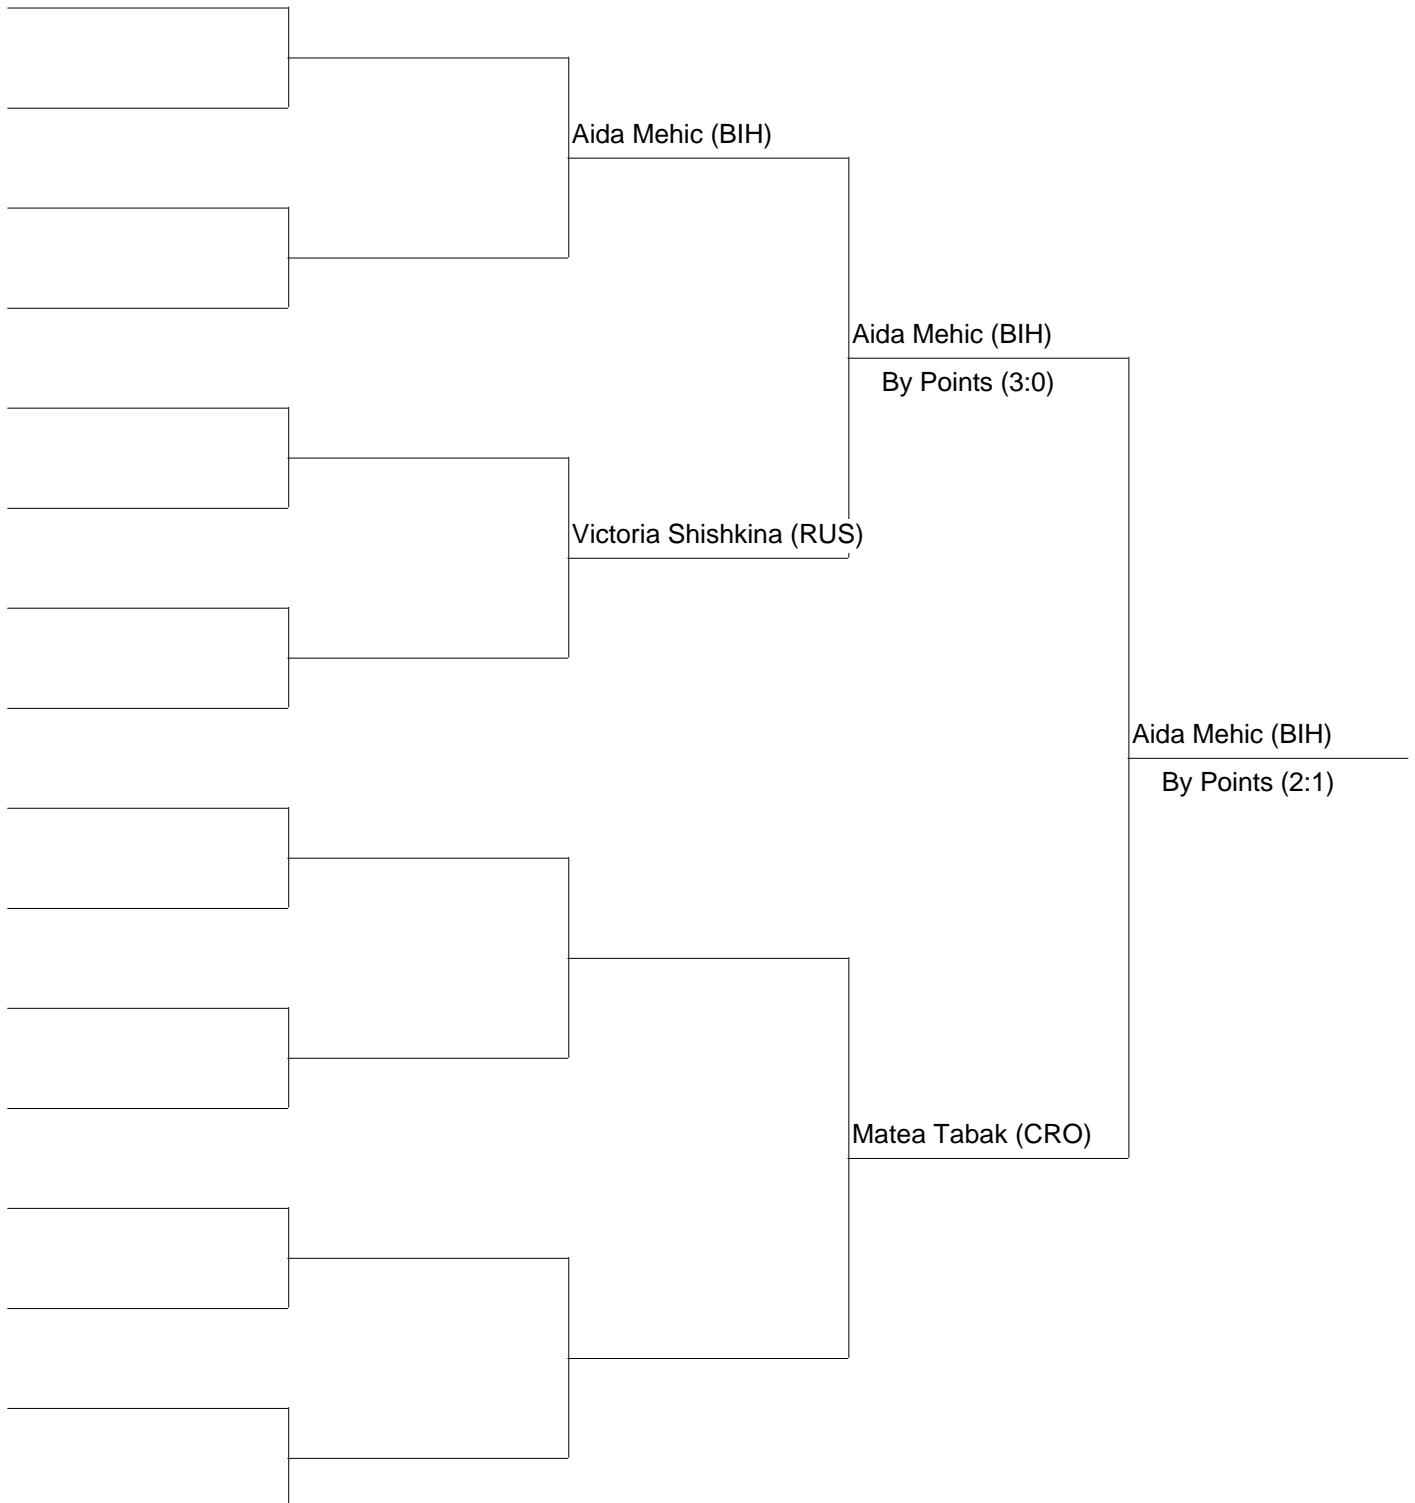 Aida Mehic (BIH)
Aida Mehic (BIH)
By Points (3:0)
Victoria Shishkina (RUS)
Aida Mehic (BIH)
By Points (2:1)
Matea Tabak (CRO)